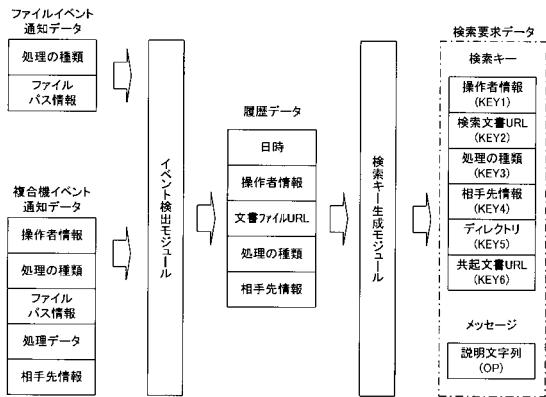 ファイルイベント
通知データ
処理の種類
ファイル
パス情報
複合機イベント
通知データ
操作者情報
処理の種類
ファイル
パス情報
処理データ
相手先情報
イベント検出モジュール
履歴データ
日時
操作者情報
文書ファイルURL
処理の種類
相手先情報
検索キー生成モジュール
検索要求データ
検索キー
操作者情報
(KEY1)
検索文書URL
(KEY2)
処理の種類
(KEY3)
相手先情報
(KEY4)
ディレクトリ
(KEY5)
共起文書URL
(KEY6)
メッセージ
説明文字列
(OP)